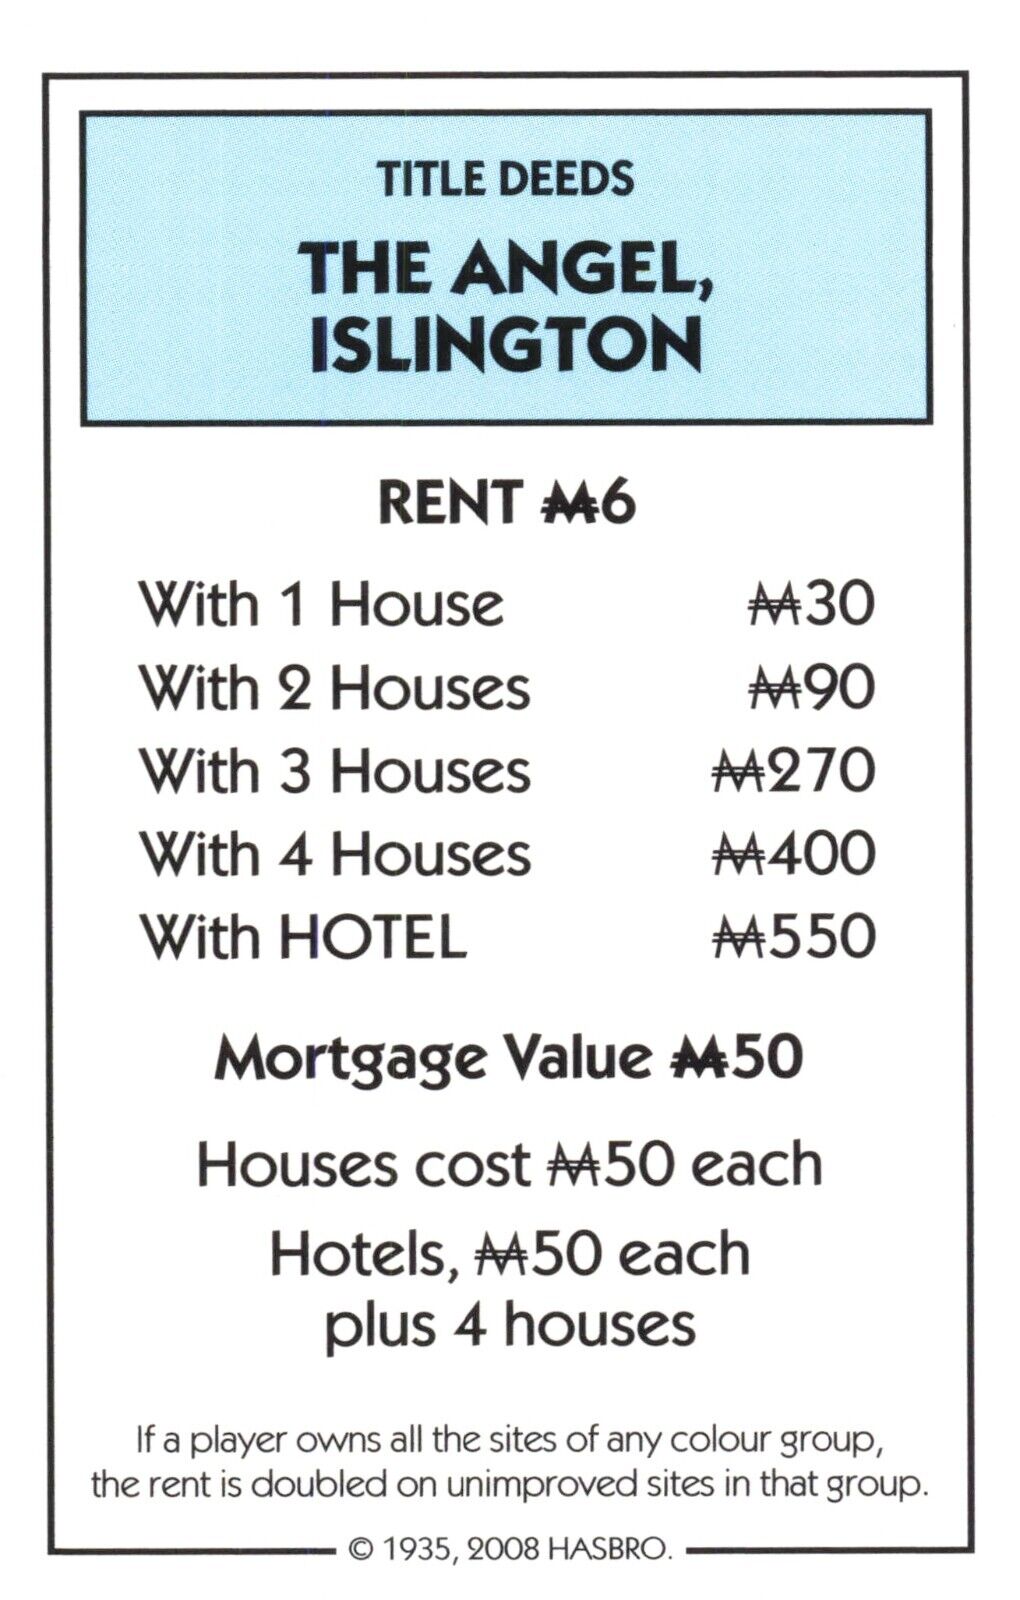 TITLE DEEDS
THE ANGEL,
ISLINGTON
RENT ₩6
With 1 House ₩30
With 2 Houses ₩90
With 3 Houses ₩270
With 4 Houses ₩400
With HOTEL ₩550
Mortgage Value ₩50
Houses cost ₩50 each
Hotels, ₩50 each
plus 4 houses
If a player owns all the sites of any colour group,
the rent is doubled on unimproved sites in that group.
© 1935, 2008 HASBRO.